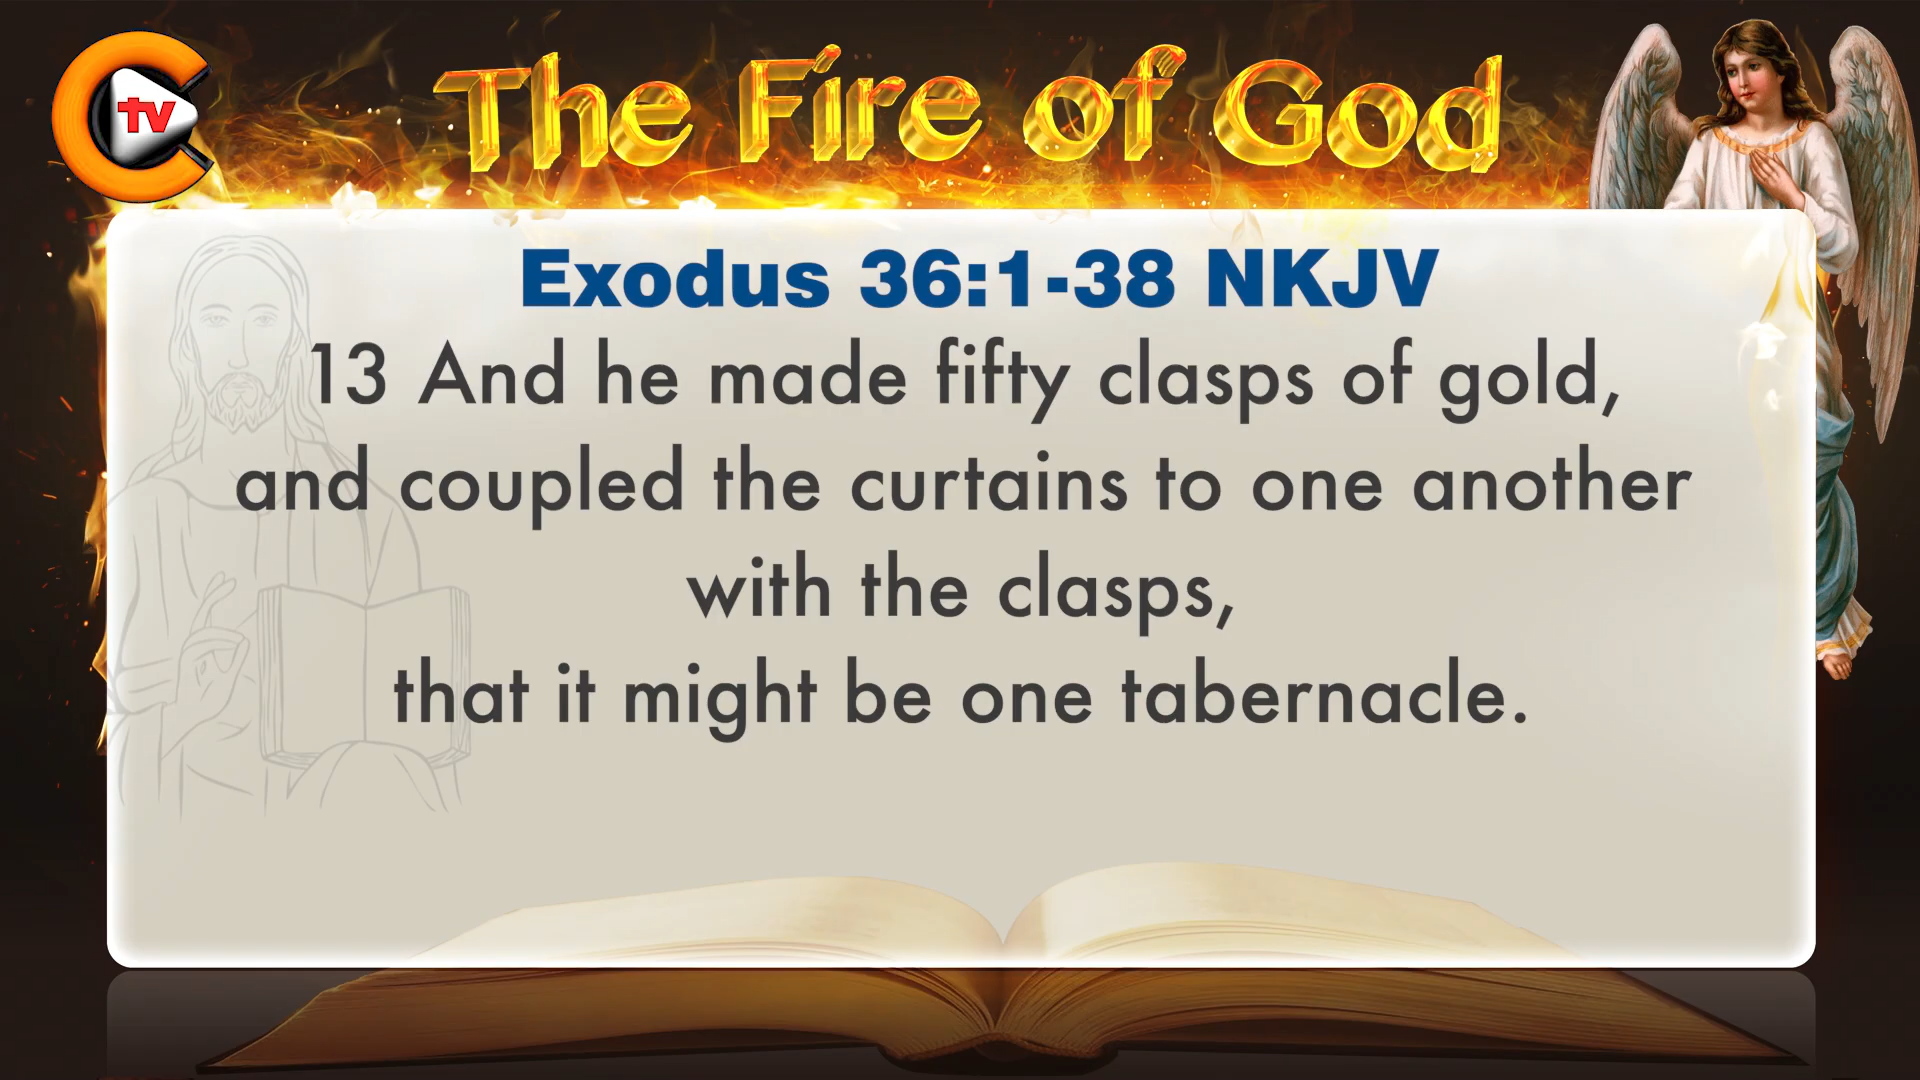 tv
The Fire of God
Exodus 36:1-38 NKJV
13 And he made fifty clasps of gold,
and coupled the curtains to one another
with the clasps,
that it might be one tabernacle.